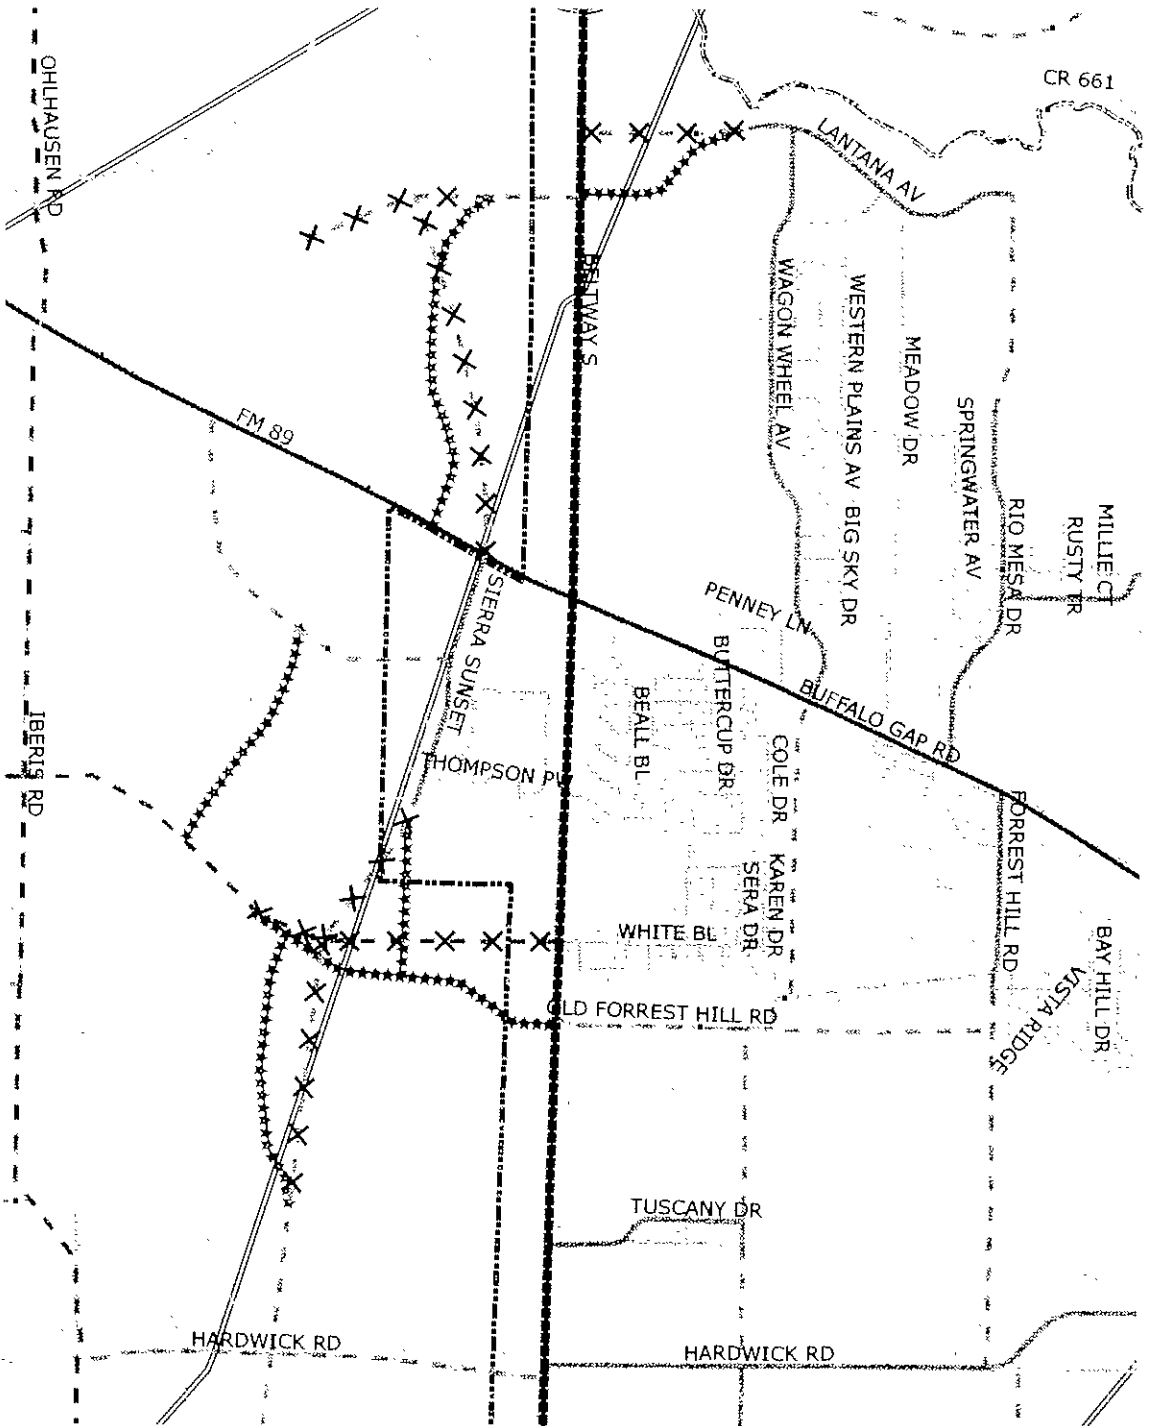 CR 661
OHLHAUSEN RD
LANTANA AV
BELTWAY S
WAGON WHEEL AV
WESTERN PLAINS AV
MEADOW DR
SPRINGWATER AV
FM 89
BIG SKY DR
RIO MESA DR
RUSTY TR
MILLIE CT
SIERRA SUNSET
PENNEY LN
BUTTERCUP DR
BEALL BL
BUFFALO GAP RD
IBERIS RD
THOMPSON PW
COLE DR
FORREST HILL RD
KAREN DR
SERA DR
WHITE BL
BAY HILL DR
VISTA RIDGE
OLD FORREST HILL RD
TUSCANY DR
HARDWICK RD
HARDWICK RD